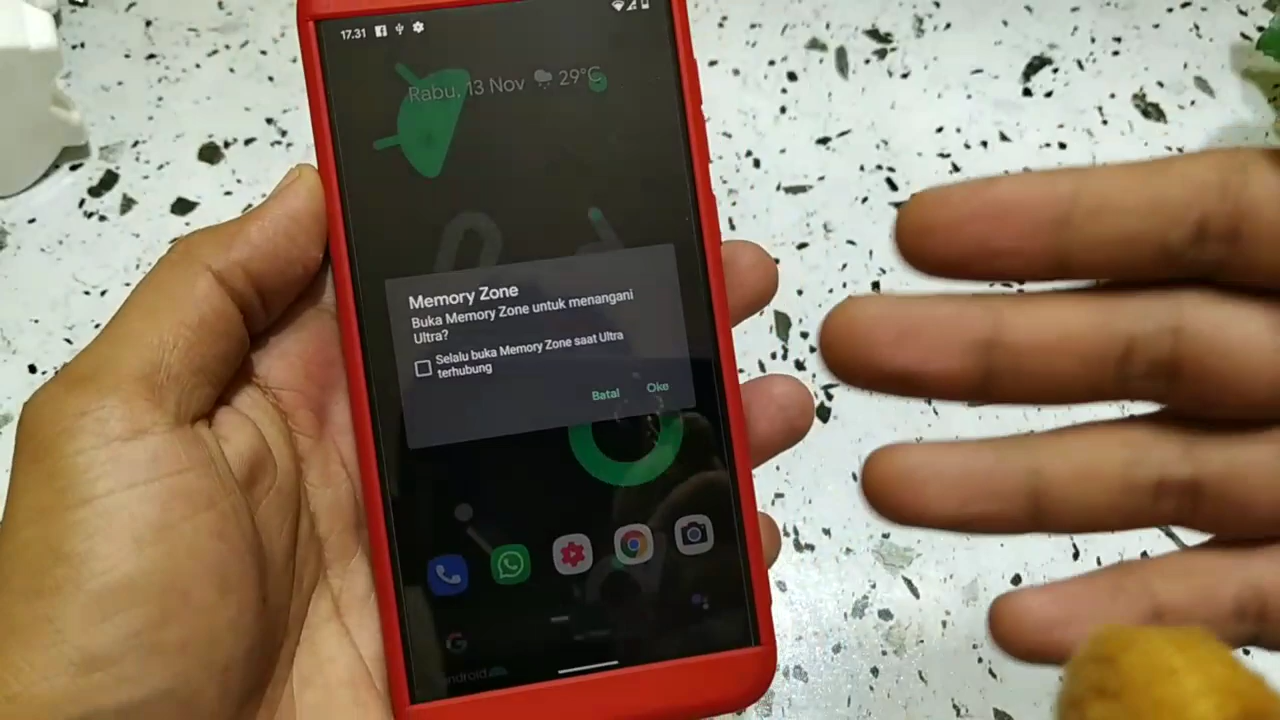 17.31
Rabu, 13 Nov 29°C
Memory Zone
Buka Memory Zone untuk menangani
Ultra?
Selalu buka Memory Zone saat Ultra
terhubung
Batal Oke
android